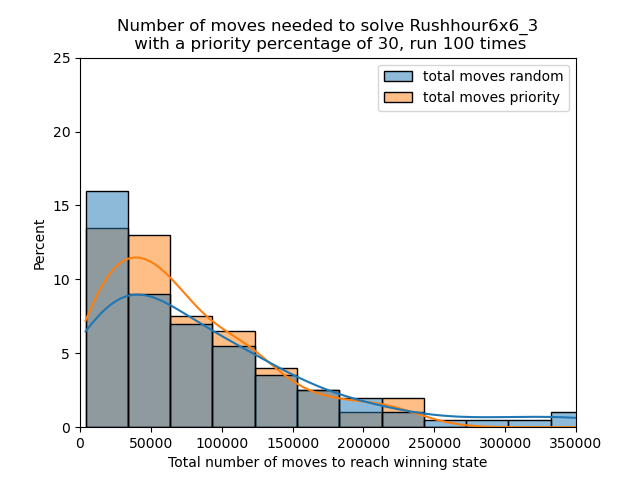 Number of moves needed to solve Rushhour6x6_3
with a priority percentage of 30, run 100 times
total moves random
total moves priority
Percent
25
20
15
10
5
0
0 50000 100000 150000 200000 250000 300000 350000
Total number of moves to reach winning state